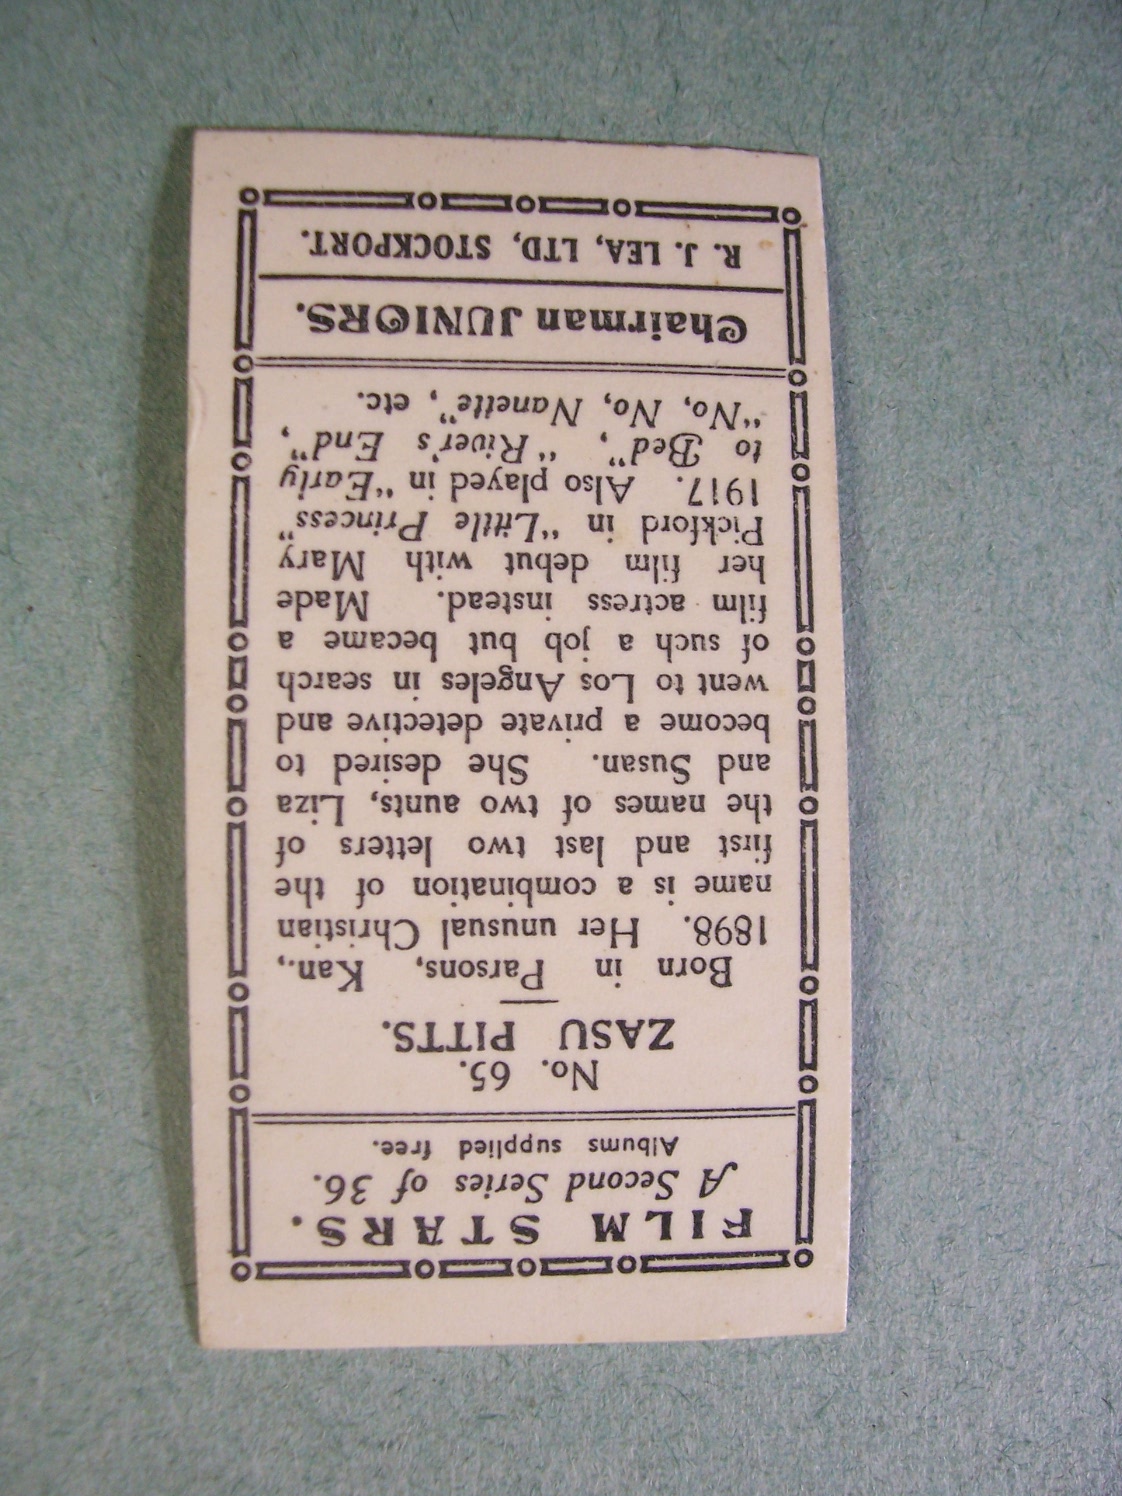 FILM STARS.
A Second Series of 36.
Albums supplied free.
No. 65.
ZASU PITTS.
Born in Parsons, Kan.,
1898. Her unusual Christian
name is a combination of the
first and last two letters of
the names of two aunts, Liza
and Susan. She desired to
become a private detective and
went to Los Angeles in search
of such a job but became a
film actress instead. Made
her film debut with Mary
Pickford in "Little Princess"
1917. Also played in "Early
to Bed", "River's End",
"No, No, Nanette", etc.
Chairman JUNIORS.
R. J. LEA, LTD, STOCKPORT.